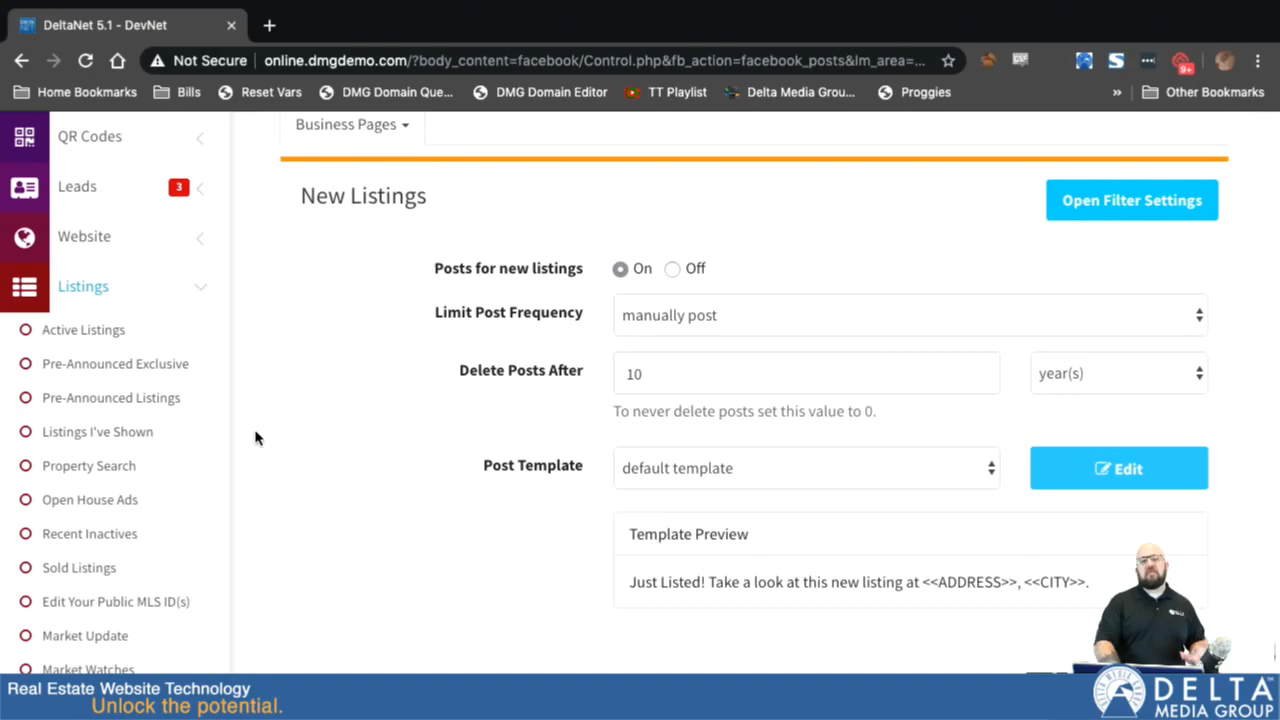 DeltaNet 5.1 - DevNet
Not Secure
online.dmgdemo.com/?body_content=facebook/Control.php&fb_action=facebook_posts&lm_area=...
9+
Home Bookmarks
Bills
Reset Vars
DMG Domain Que...
DMG Domain Editor
TT Playlist
Delta Media Grou...
Proggies
»
Other Bookmarks
QR Codes
Leads
3
Website
Listings
Active Listings
Pre-Announced Exclusive
Pre-Announced Listings
Listings I've Shown
Property Search
Open House Ads
Recent Inactives
Sold Listings
Edit Your Public MLS ID(s)
Market Update
Market Watches
Business Pages
New Listings
Open Filter Settings
Posts for new listings
On
Off
Limit Post Frequency
manually post
Delete Posts After
10
year(s)
To never delete posts set this value to 0.
Post Template
default template
Edit
Template Preview
Just Listed! Take a look at this new listing at <<ADDRESS>>, <<CITY>>.
Real Estate Website Technology
Unlock the potential.
DELTA
MEDIA GROUP